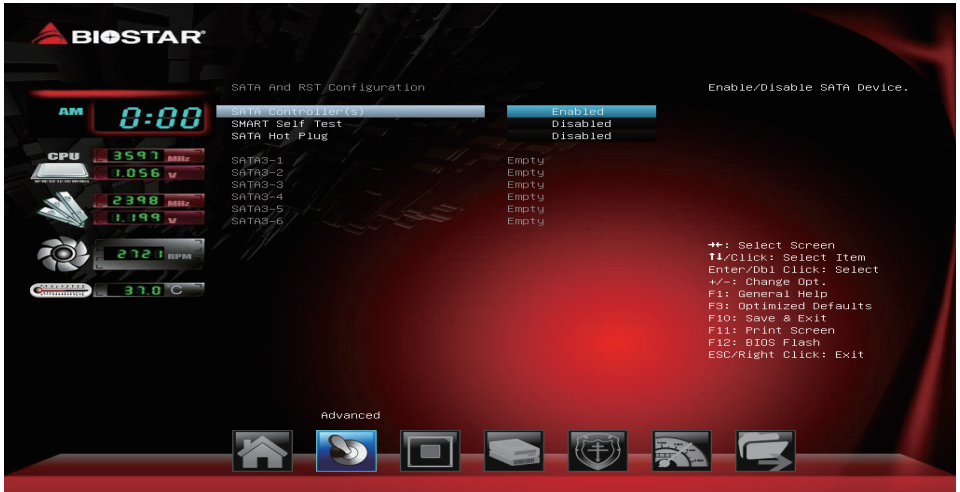 BIOSTAR®
SATA And RST Configuration
Enable/Disable SATA Device.
AM 0:00
SATA Controller(s) Enabled
SMART Self Test Disabled
SATA Hot Plug Disabled
CPU 3597 MHz
1.056 V
SATA3-1 Empty
SATA3-2 Empty
SATA3-3 Empty
SATA3-4 Empty
SATA3-5 Empty
SATA3-6 Empty
2398 MHz
1.199 V
2721 RPM
37.0 C
→←: Select Screen
↑↓/Click: Select Item
Enter/Dbl Click: Select
+/-: Change Opt.
F1: General Help
F3: Optimized Defaults
F10: Save & Exit
F11: Print Screen
F12: BIOS Flash
ESC/Right Click: Exit
Advanced